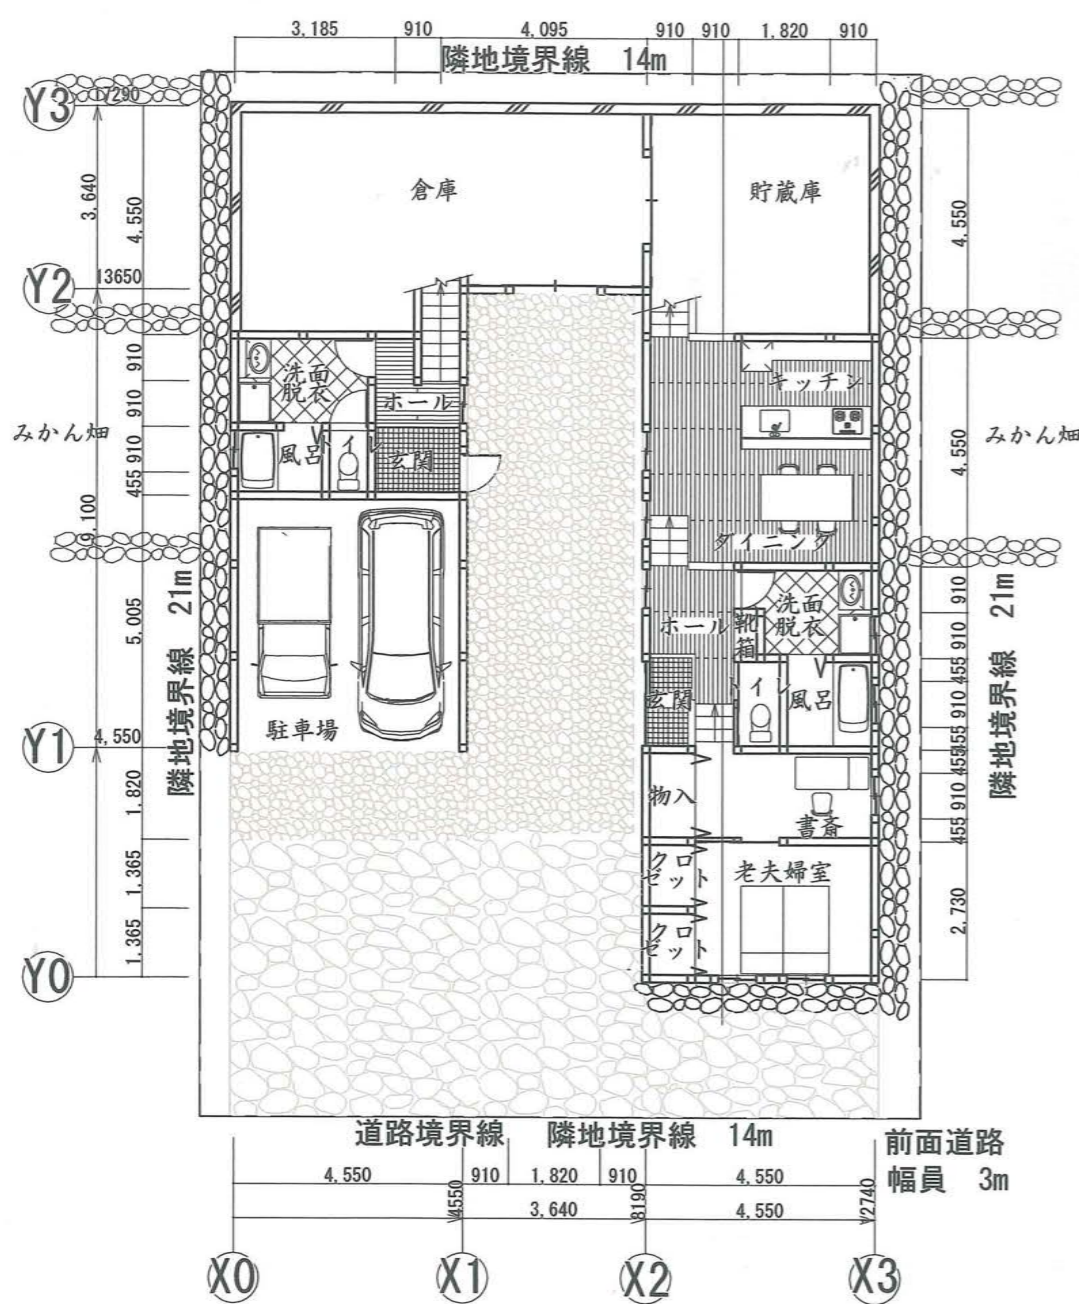 3,185 910 4,095 910 910 1,820 910
隣地境界線 14m
Y3
17290
3,640
4,550
倉庫
貯蔵庫
4,550
Y2
13650
910
910
910
455
9,100
みかん畑
洗面
脱衣
ホール
風呂
トイレ
玄関
キッチン
ダイニング
4,550
みかん畑
隣地境界線 21m
5,005
駐車場
ホール
靴箱
洗面
脱衣
玄関
トイレ
風呂
910
910
455
910
455
隣地境界線 21m
Y1
4,550
1,820
1,365
1,365
物入
書斎
455
910
455
クロ
ゼット
老夫婦室
クロ
ゼット
2,730
Y0
道路境界線 隣地境界線 14m
前面道路
幅員 3m
4,550 910 1,820 910 4,550
4550 3,640 8190 4,550 12740
X0 X1 X2 X3